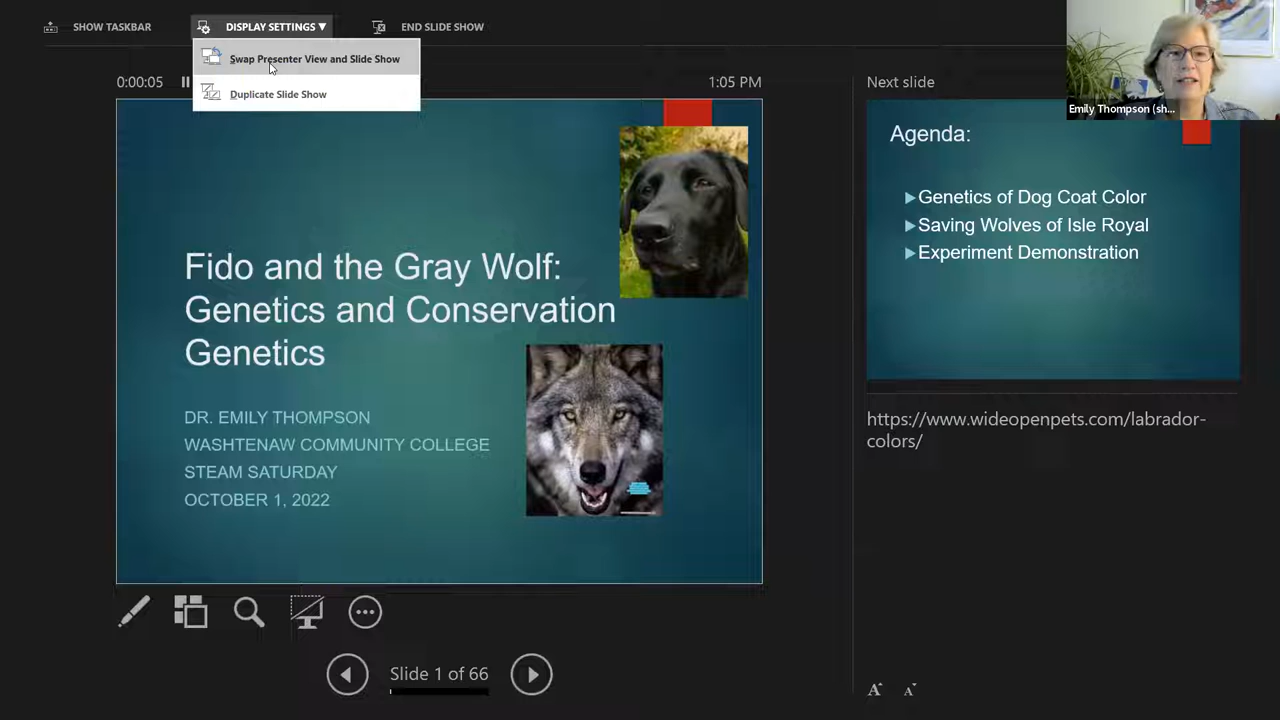 SHOW TASKBAR
DISPLAY SETTINGS ▼
END SLIDE SHOW
Swap Presenter View and Slide Show
Duplicate Slide Show
0:00:05
1:05 PM
Next slide
Emily Thompson (sh...
Fido and the Gray Wolf:
Genetics and Conservation
Genetics
DR. EMILY THOMPSON
WASHTENAW COMMUNITY COLLEGE
STEAM SATURDAY
OCTOBER 1, 2022
Agenda:
Genetics of Dog Coat Color
Saving Wolves of Isle Royal
Experiment Demonstration
https://www.wideopenpets.com/labrador-
colors/
Slide 1 of 66
A A